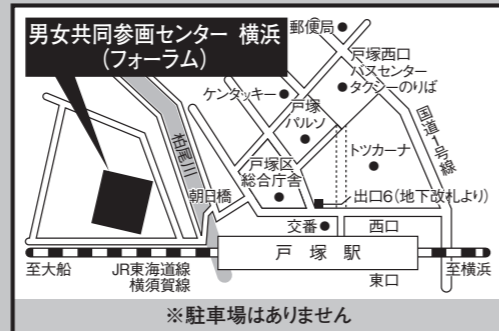 男女共同参画センター 横浜
(フォーラム)
郵便局
戸塚西口
バスセンター
タクシーのりば
ケンタッキー
戸塚
パルソ
国道1号線
トツカーナ
柏尾川
戸塚区
総合庁舎
朝日橋
出口6(地下改札より)
交番
西口
戸塚駅
至大船
JR東海道線
横須賀線
至横浜
東口
※駐車場はありません